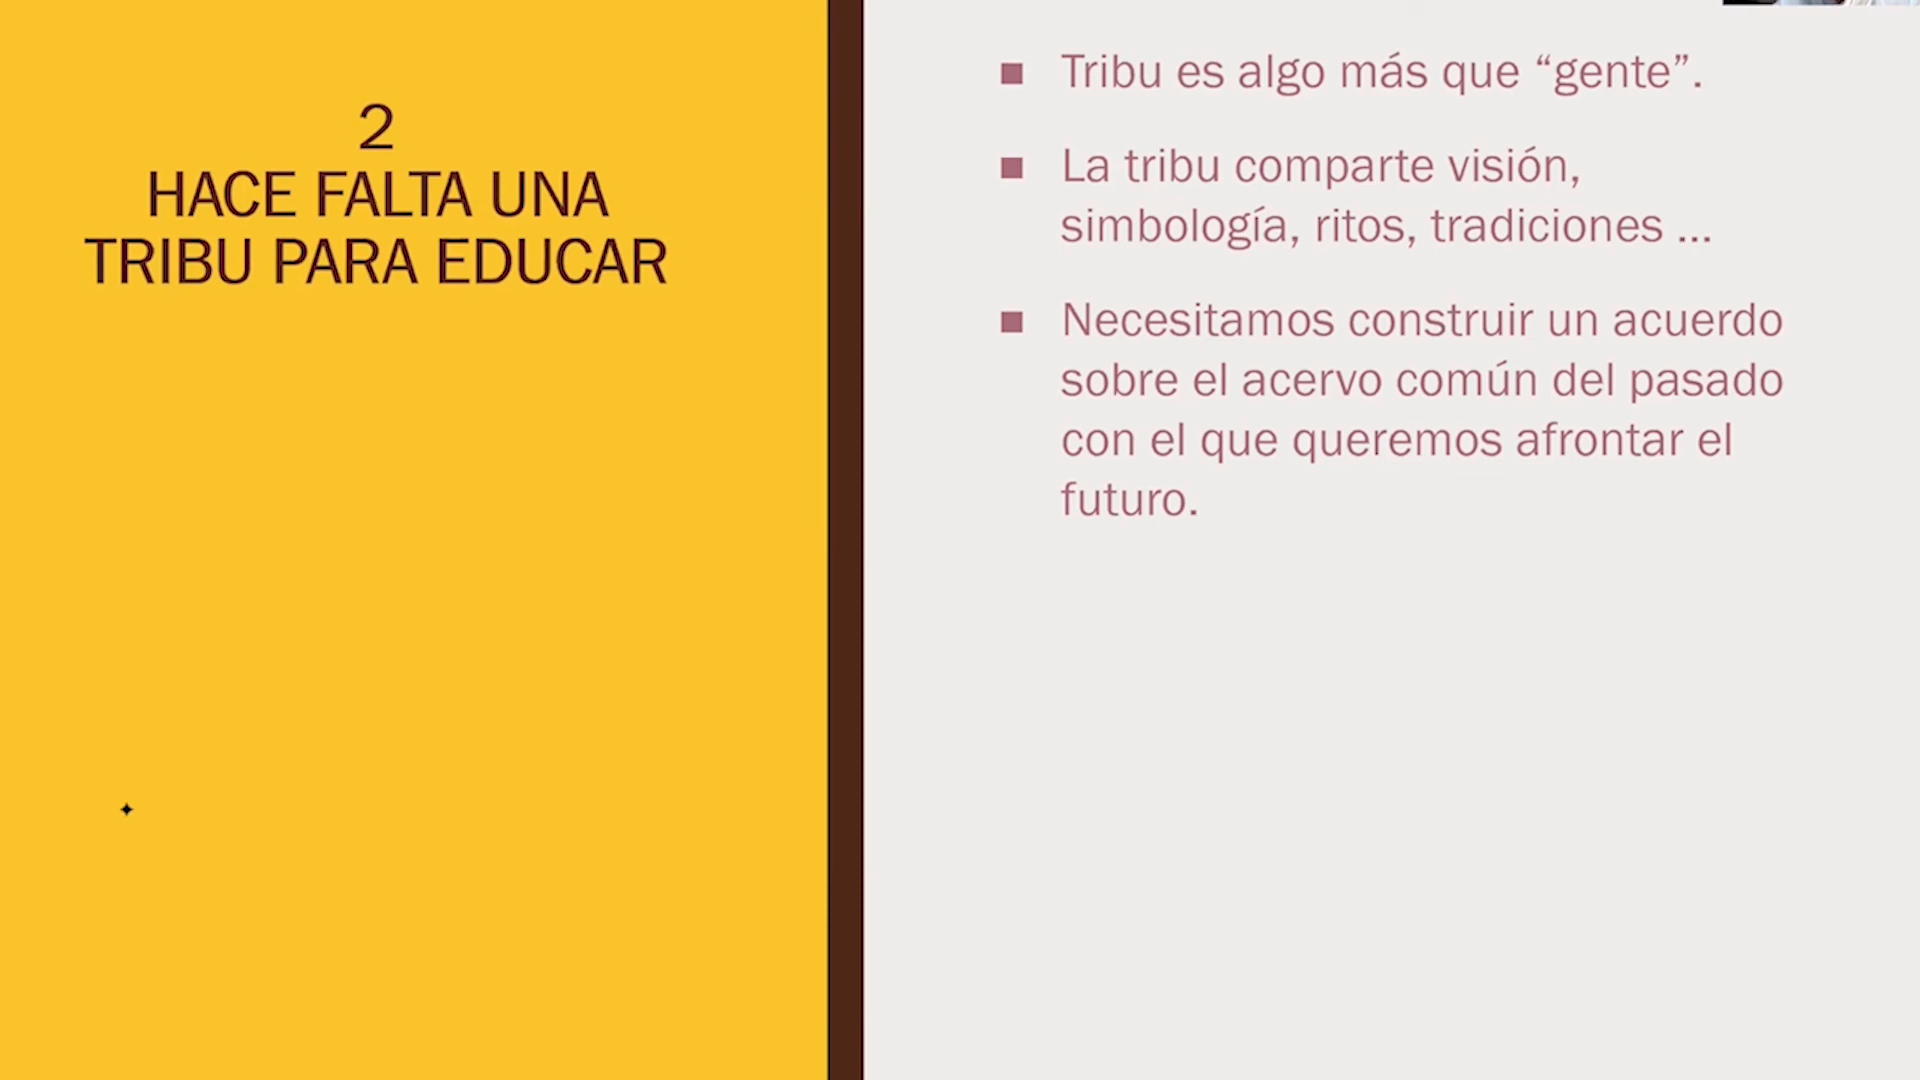 2
HACE FALTA UNA
TRIBU PARA EDUCAR
Tribu es algo más que “gente”.
La tribu comparte visión,
simbología, ritos, tradiciones ...
Necesitamos construir un acuerdo
sobre el acervo común del pasado
con el que queremos afrontar el
futuro.